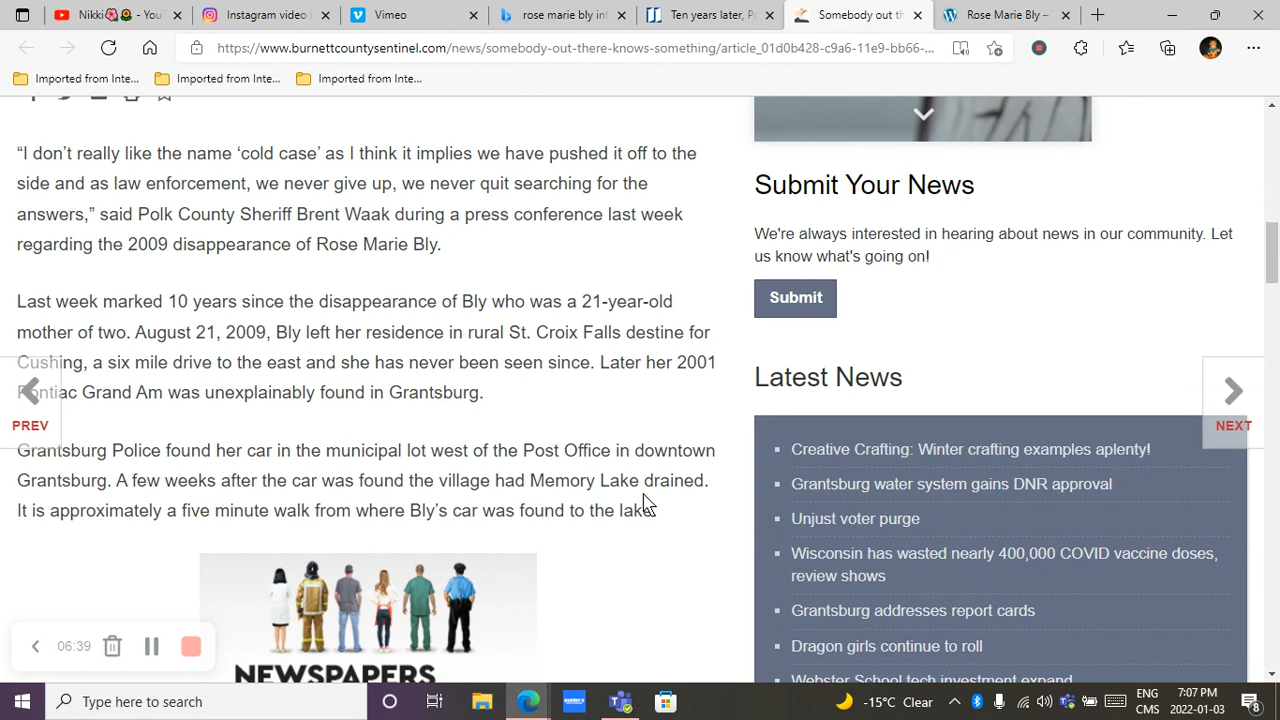 Nikki🌺🌻 - YouT
Instagram video
Vimeo
rose marie bly int
Ten years later, P
Somebody out th
Rose Marie Bly –
https://www.burnettcountysentinel.com/news/somebody-out-there-knows-something/article_01d0b428-c9a6-11e9-bb66-...
Imported from Inte...
Imported from Inte...
Imported from Inte...
“I don’t really like the name ‘cold case’ as I think it implies we have pushed it off to the
side and as law enforcement, we never give up, we never quit searching for the
answers,” said Polk County Sheriff Brent Waak during a press conference last week
regarding the 2009 disappearance of Rose Marie Bly.
Last week marked 10 years since the disappearance of Bly who was a 21-year-old
mother of two. August 21, 2009, Bly left her residence in rural St. Croix Falls destine for
Cushing, a six mile drive to the east and she has never been seen since. Later her 2001
Pontiac Grand Am was unexplainably found in Grantsburg.
PREV
Grantsburg Police found her car in the municipal lot west of the Post Office in downtown
Grantsburg. A few weeks after the car was found the village had Memory Lake drained.
It is approximately a five minute walk from where Bly’s car was found to the lake.
NEWSPAPERS
Submit Your News
We're always interested in hearing about news in our community. Let
us know what's going on!
Submit
Latest News
NEXT
Creative Crafting: Winter crafting examples aplenty!
Grantsburg water system gains DNR approval
Unjust voter purge
Wisconsin has wasted nearly 400,000 COVID vaccine doses,
review shows
Grantsburg addresses report cards
Dragon girls continue to roll
Webster School tech investment expand
06:39
Type here to search
-15°C Clear
ENG
CMS
7:07 PM
2022-01-03
8